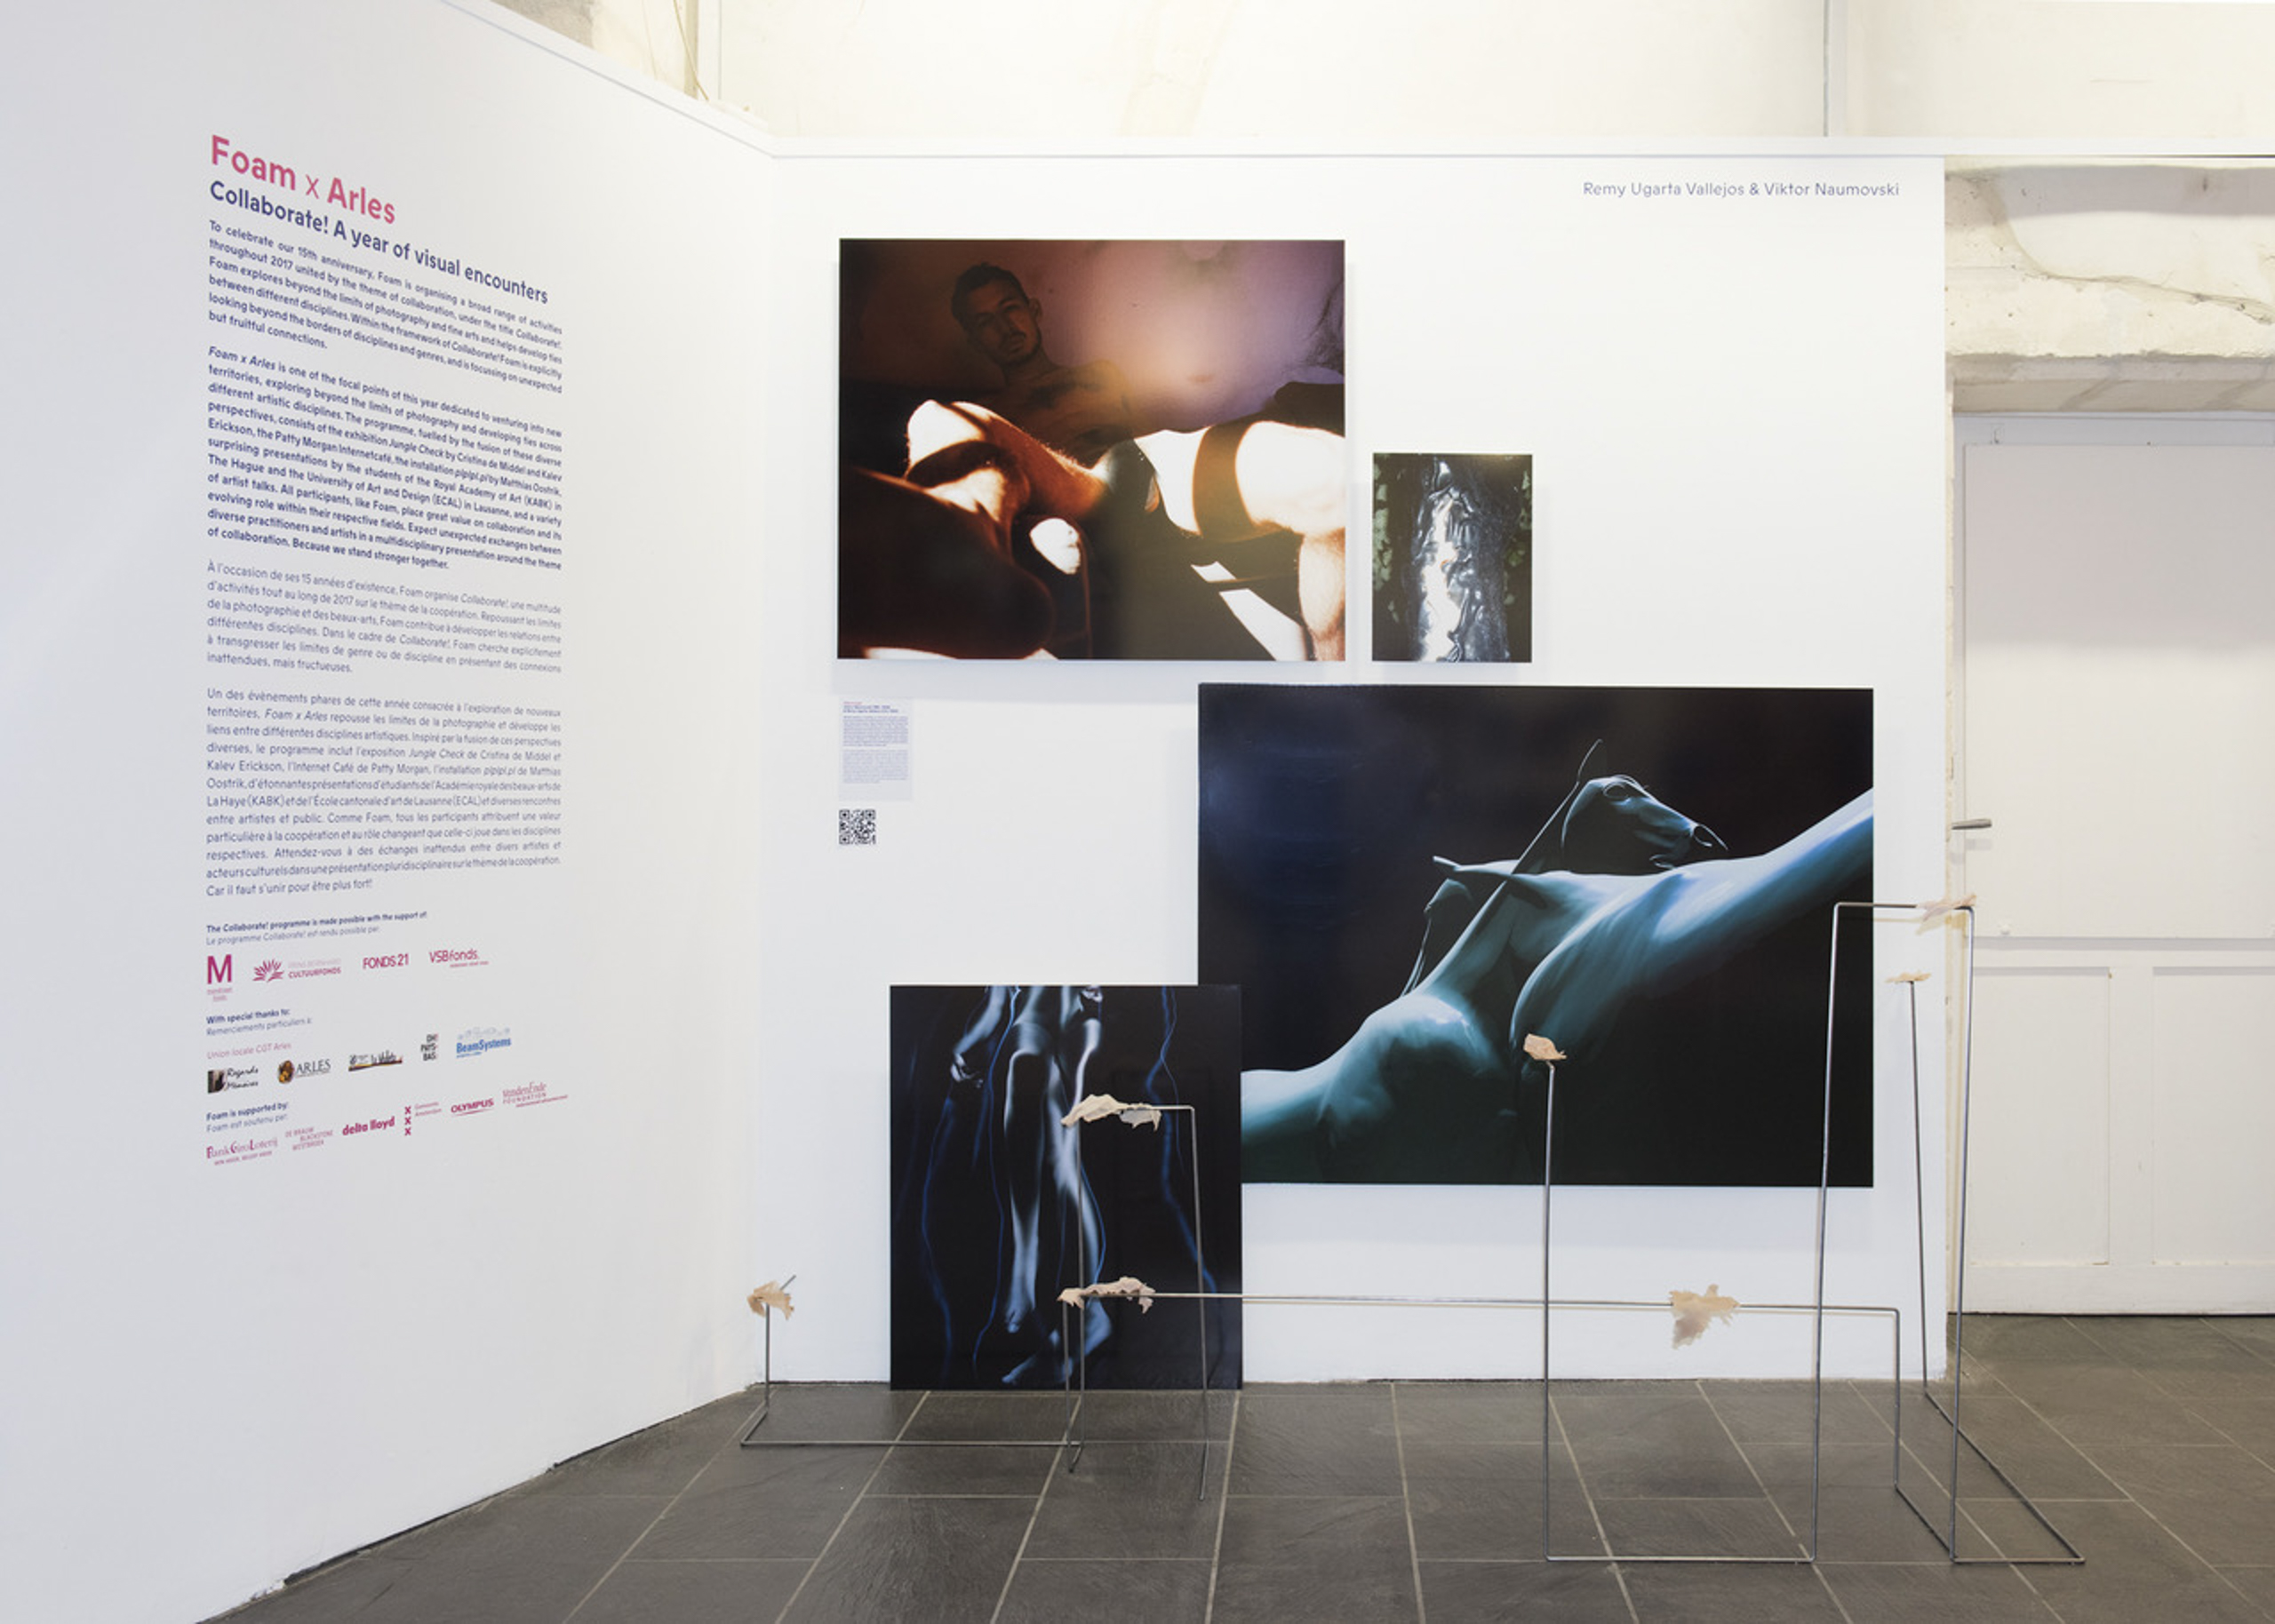 Foam x Arles
Collaborate! A year of visual encounters
To celebrate our 15th anniversary, Foam is organising a broad range of activities
throughout 2017 united by the theme of collaboration, under the title Collaborate!.
Foam explores beyond the limits of photography and fine arts and helps develop ties
between different disciplines. Within the framework of Collaborate! Foam is explicitly
looking beyond the borders of disciplines and genres, and is focussing on unexpected
but fruitful connections.
Foam x Arles is one of the focal points of this year dedicated to venturing into new
territories, exploring beyond the limits of photography and developing ties across
different artistic disciplines. The programme, fuelled by the fusion of these diverse
perspectives, consists of the exhibition Jungle Check by Cristina de Middel and Kalev
Erickson, the Patty Morgan Internetcafé, the installation plplpl.pl by Matthias Oostrik,
surprising presentations by the students of the Royal Academy of Art (KABK) in
The Hague and the University of Art and Design (ECAL) in Lausanne, and a variety
of artist talks. All participants, like Foam, place great value on collaboration and its
evolving role within their respective fields. Expect unexpected exchanges between
diverse practitioners and artists in a multidisciplinary presentation around the theme
of collaboration. Because we stand stronger together.
À l'occasion de ses 15 années d'existence, Foam organise Collaborate!, une multitude
d'activités tout au long de 2017 sur le thème de la coopération. Repoussant les limites
de la photographie et des beaux-arts, Foam contribue à développer les relations entre
différentes disciplines. Dans le cadre de Collaborate!, Foam cherche explicitement
à transgresser les limites de genre ou de discipline en présentant des connexions
inattendues, mais fructueuses.
Un des évènements phares de cette année consacrée à l'exploration de nouveaux
territoires, Foam x Arles repousse les limites de la photographie et développe les
liens entre différentes disciplines artistiques. Inspiré par la fusion de ces perspectives
diverses, le programme inclut l'exposition Jungle Check de Cristina de Middel et
Kalev Erickson, l'Internet Café de Patty Morgan, l'installation plplpl.pl de Matthias
Oostrik, d'étonnantes présentations d'étudiants de l'Académie royale des beaux-arts de
La Haye (KABK) et de l'École cantonale d'art de Lausanne (ECAL) et diverses rencontres
entre artistes et public. Comme Foam, tous les participants attribuent une valeur
particulière à la coopération et au rôle changeant que celle-ci joue dans les disciplines
respectives. Attendez-vous à des échanges inattendus entre divers artistes et
acteurs culturels dans une présentation pluridisciplinaire sur le thème de la coopération.
Car il faut s'unir pour être plus fort!
The Collaborate! programme is made possible with the support of:
Le programme Collaborate! est rendu possible par:
M
CULTUURFONDS
FONDS 21
VSBfonds.
With special thanks to:
Remerciements particuliers à:
Union locale CGT Arles
Regards
Mémoires
ARLES
OH!
PAYS-
BAS
BeamSystems
Foam is supported by:
Foam est soutenu par:
BankGiro Loterij
DE BRAUW
BLACKSTONE
WESTBROEK
delta lloyd
X
X
X
Gemeente
Amsterdam
OLYMPUS
VandenEnde
FOUNDATION
Remy Ugarta Vallejos & Viktor Naumovski